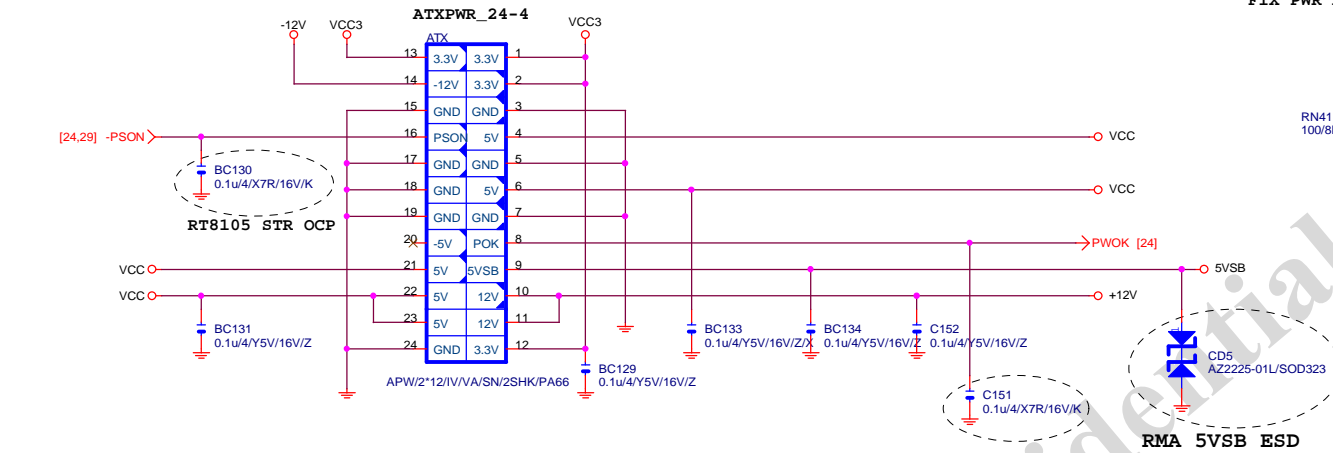 ATXPWR_24-4
-12V
VCC3
VCC3
ATX
13 3.3V 3.3V 1
14 -12V 3.3V 2
15 GND GND 3
[24,29] -PSON 16 PSON 5V 4 VCC
17 GND GND 5
18 GND 5V 6 VCC
19 GND GND 7
20 -5V POK 8 PWOK [24]
VCC 21 5V 5VSB 9 5VSB
VCC 22 5V 12V 10 +12V
23 5V 12V 11
24 GND 3.3V 12
BC130
0.1u/4/X7R/16V/K
RT8105 STR OCP
BC131
0.1u/4/Y5V/16V/Z
APW/2*12/IV/VA/SN/2SHK/PA66
BC129
0.1u/4/Y5V/16V/Z
BC133
0.1u/4/Y5V/16V/Z/X
BC134
0.1u/4/Y5V/16V/Z
C152
0.1u/4/Y5V/16V/Z
C151
0.1u/4/X7R/16V/K
CD5
AZ2225-01L/SOD323
RMA 5VSB ESD
RN41